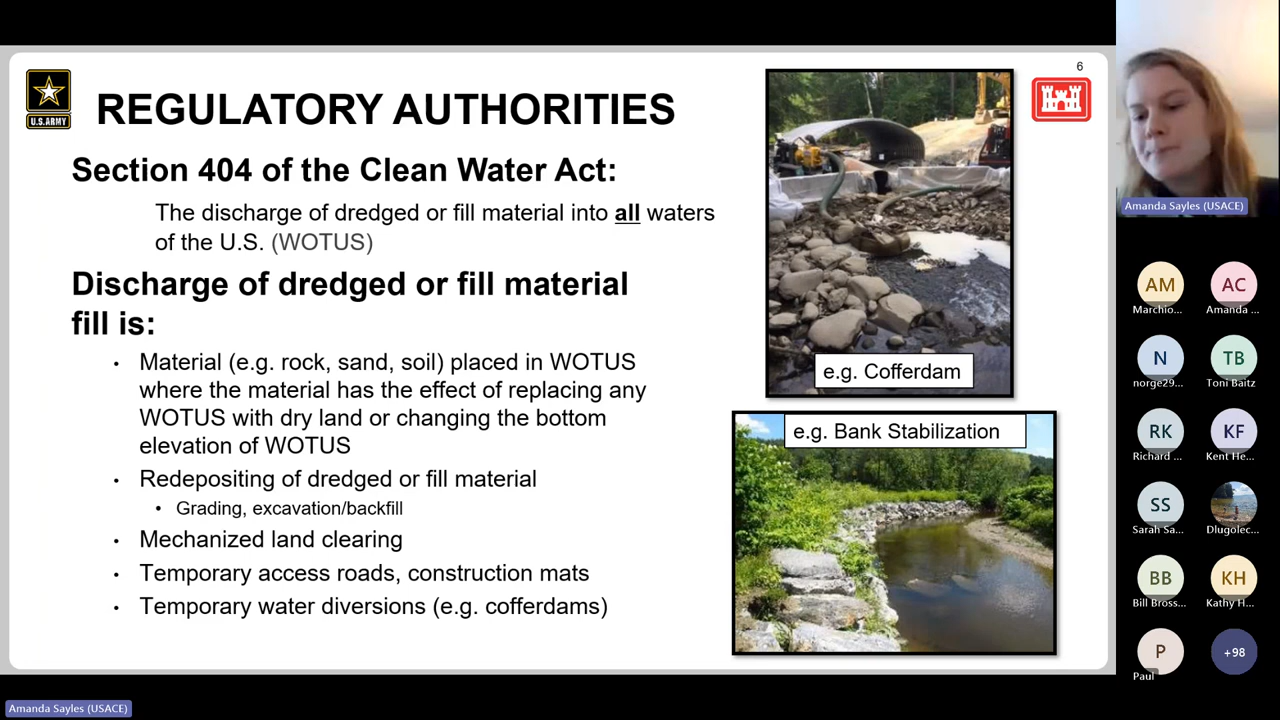 6
U.S.ARMY
REGULATORY AUTHORITIES
Section 404 of the Clean Water Act:
The discharge of dredged or fill material into all waters
of the U.S. (WOTUS)
Discharge of dredged or fill material
fill is:
· Material (e.g. rock, sand, soil) placed in WOTUS
where the material has the effect of replacing any
WOTUS with dry land or changing the bottom
elevation of WOTUS
· Redepositing of dredged or fill material
• Grading, excavation/backfill
· Mechanized land clearing
· Temporary access roads, construction mats
· Temporary water diversions (e.g. cofferdams)
e.g. Cofferdam
e.g. Bank Stabilization
Amanda Sayles (USACE)
AM
Marchio...
AC
Amanda ...
N
norge29...
TB
Toni Baitz
RK
Richard ...
KF
Kent He...
SS
Sarah Sa...
Dlugolec...
BB
Bill Bross...
KH
Kathy H...
P
Paul
+98
Amanda Sayles (USACE)